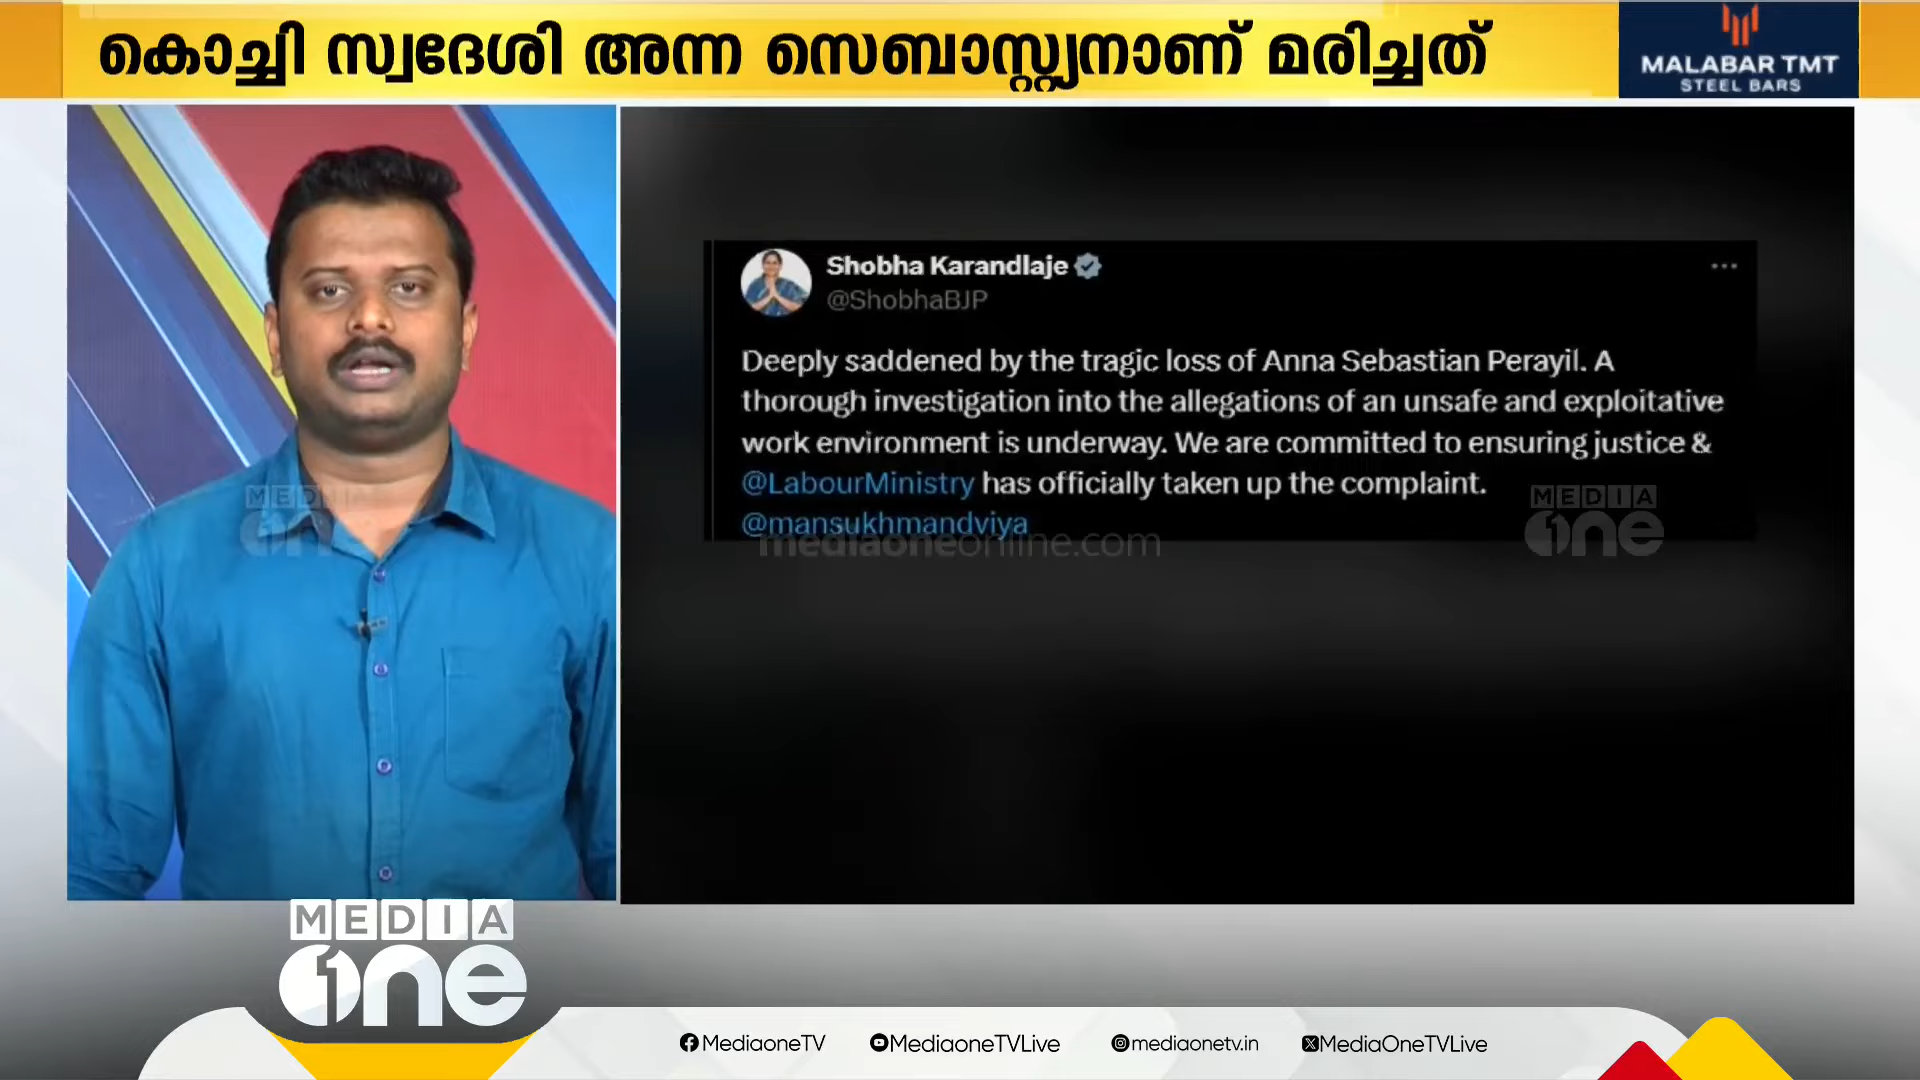 കൊച്ചി സ്വദേശി അന്ന സെബാസ്റ്റ്യനാണ് മരിച്ചത്
MALABAR TMT
STEEL BARS
Shobha Karandlaje
@ShobhaBJP
Deeply saddened by the tragic loss of Anna Sebastian Perayil. A
thorough investigation into the allegations of an unsafe and exploitative
work environment is underway. We are committed to ensuring justice &
@LabourMinistry has officially taken up the complaint.
@mansukhmandviya
mediaoneonline.com
MEDIA
one
MEDIA
one
MEDIA
one
MediaoneTV
MediaoneTVLive
mediaonetv.in
MediaOneTVLive